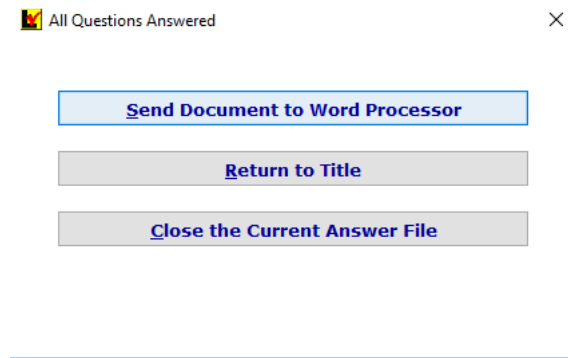 All Questions Answered
Send Document to Word Processor
Return to Title
Close the Current Answer File